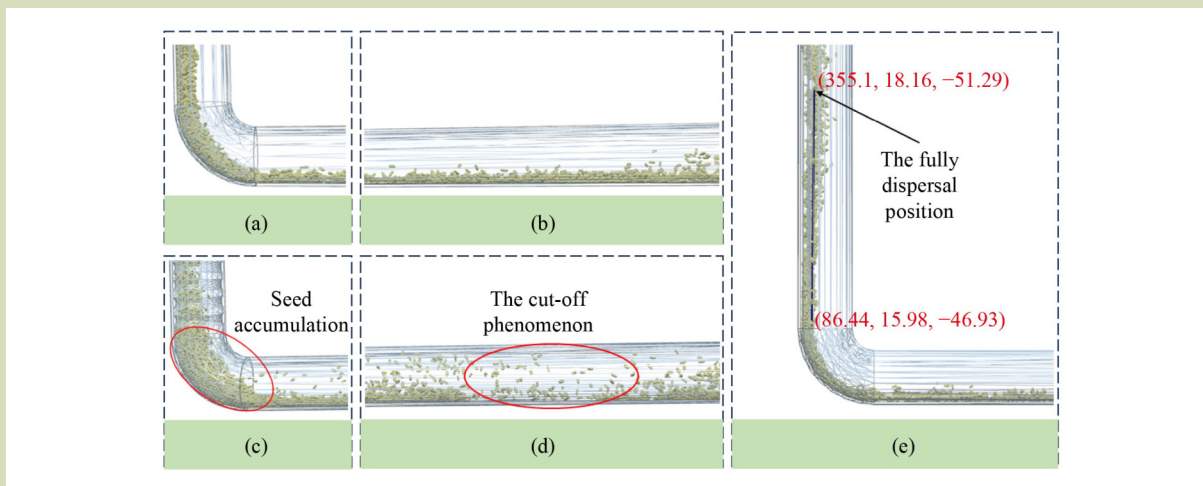 (a)
(b)
(355.1, 18.16, −51.29)
The fully
dispersal
position
(86.44, 15.98, −46.93)
Seed
accumulation
The cut-off
phenomenon
(c)
(d)
(e)